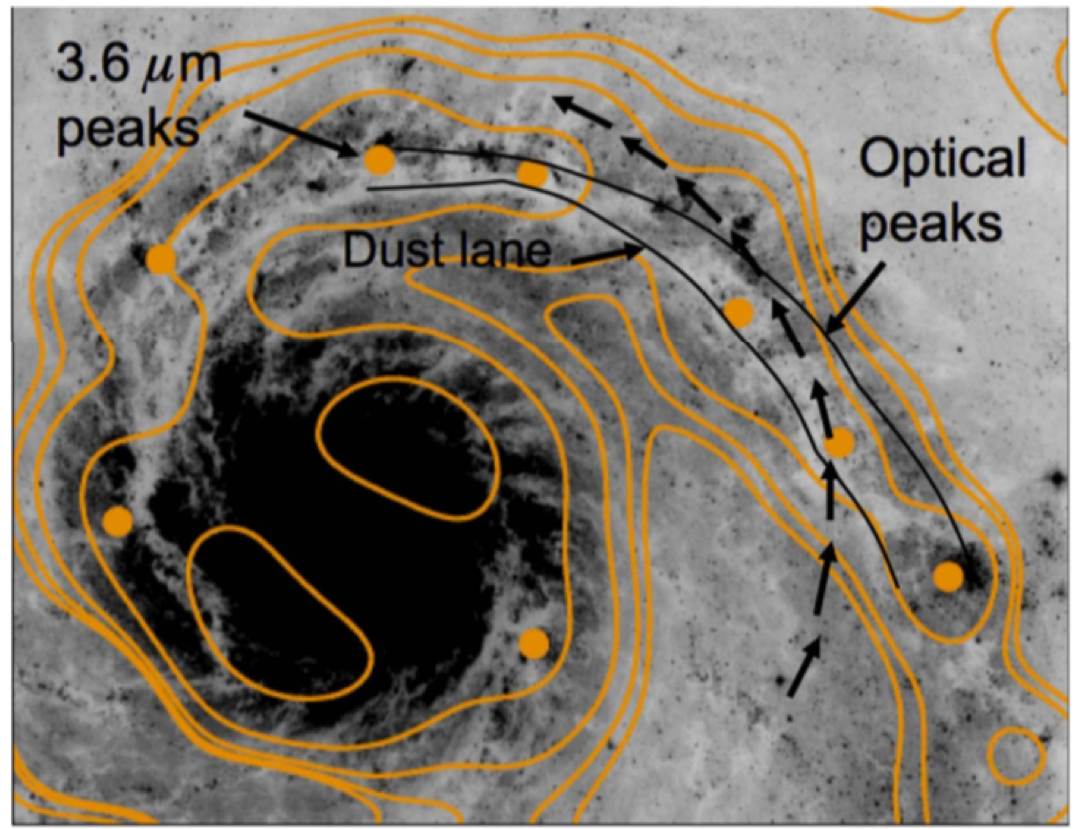 3.6 μm
peaks
Optical
peaks
Dust lane